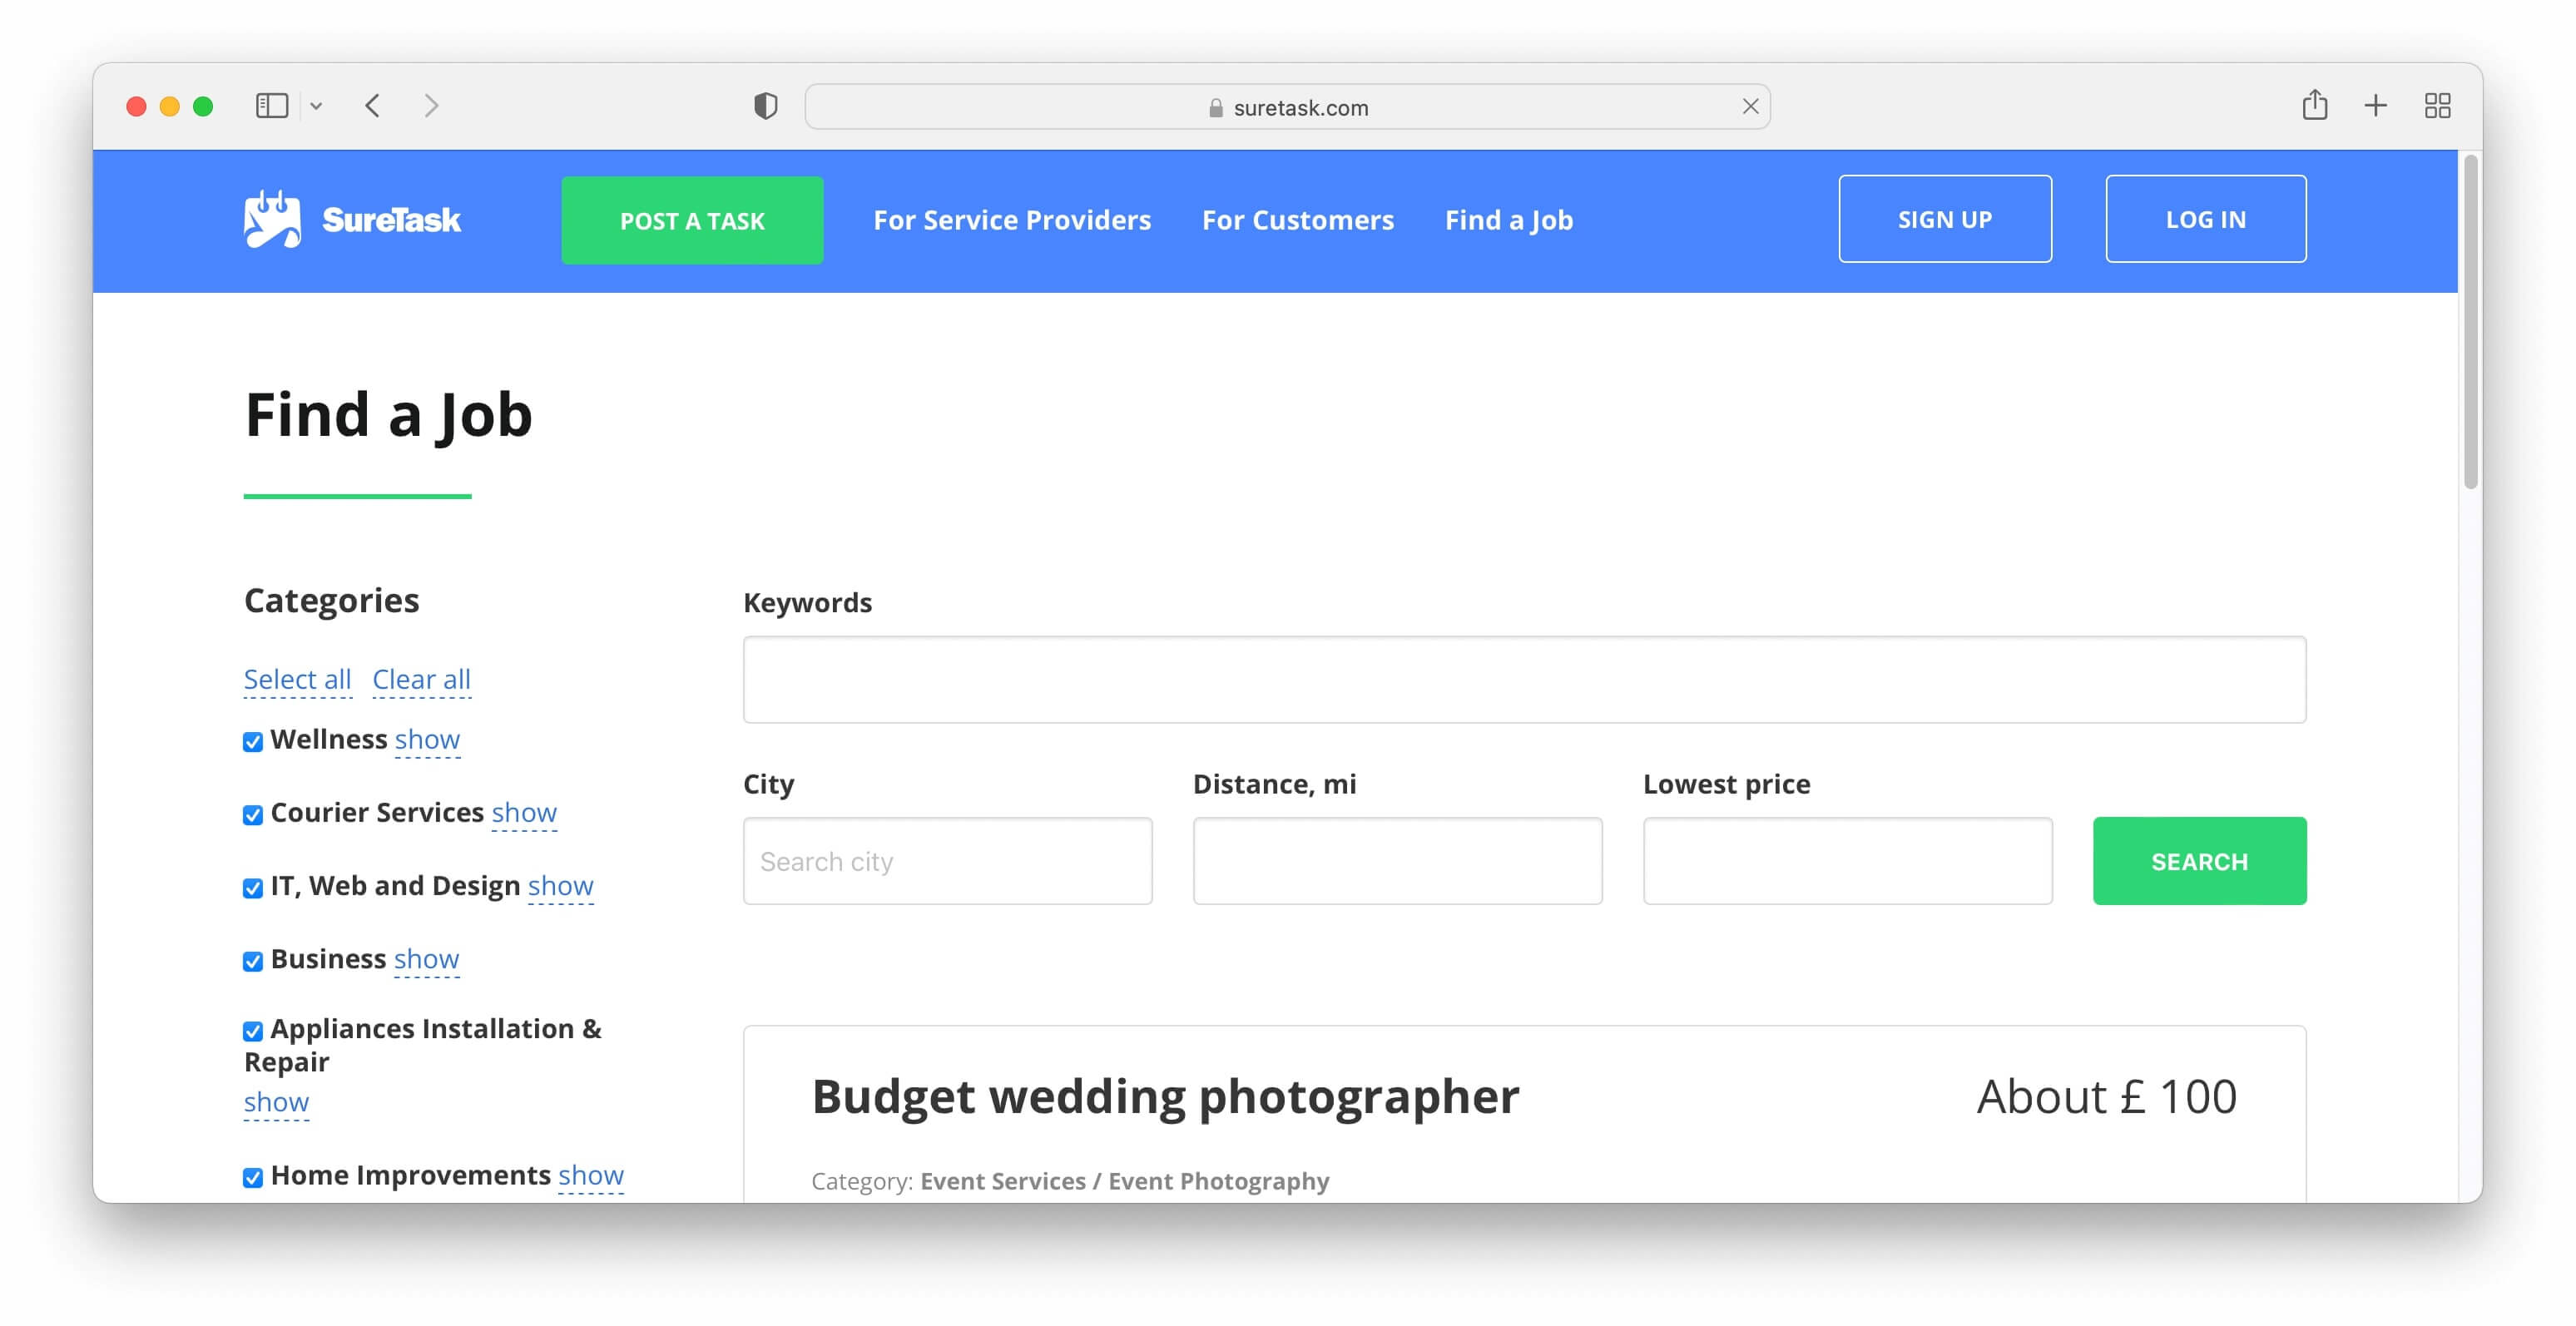 suretask.com
SureTask
POST A TASK
For Service Providers
For Customers
Find a Job
SIGN UP
LOG IN
Find a Job
Categories
Select all Clear all
Wellness show
Courier Services show
IT, Web and Design show
Business show
Appliances Installation &
Repair
show
Home Improvements show
Keywords
City
Distance, mi
Lowest price
Search city
SEARCH
Budget wedding photographer
About £ 100
Category: Event Services / Event Photography